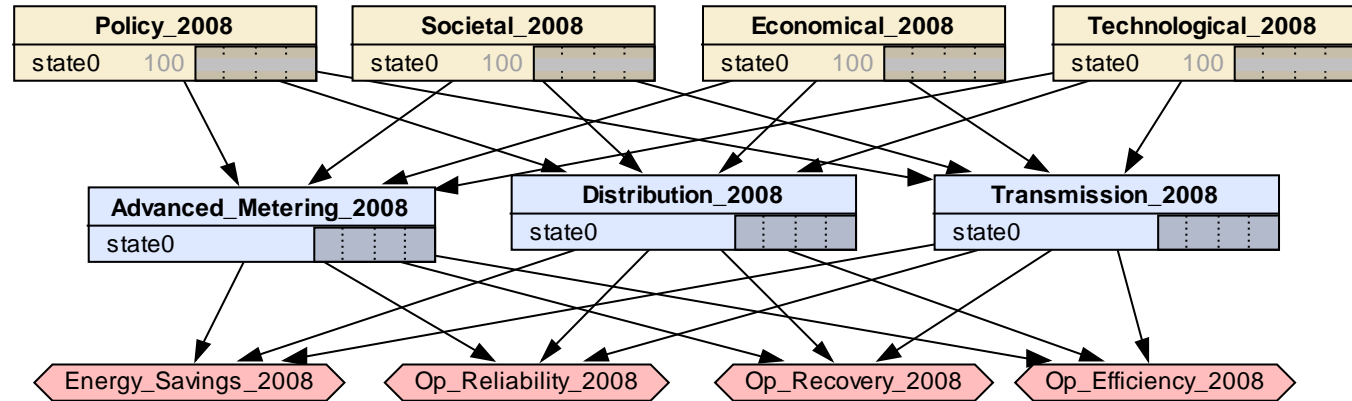 Policy_2008
state0 100
Societal_2008
state0 100
Economical_2008
state0 100
Technological_2008
state0 100
Advanced_Metering_2008
state0
Distribution_2008
state0
Transmission_2008
state0
Energy_Savings_2008
Op_Reliability_2008
Op_Recovery_2008
Op_Efficiency_2008